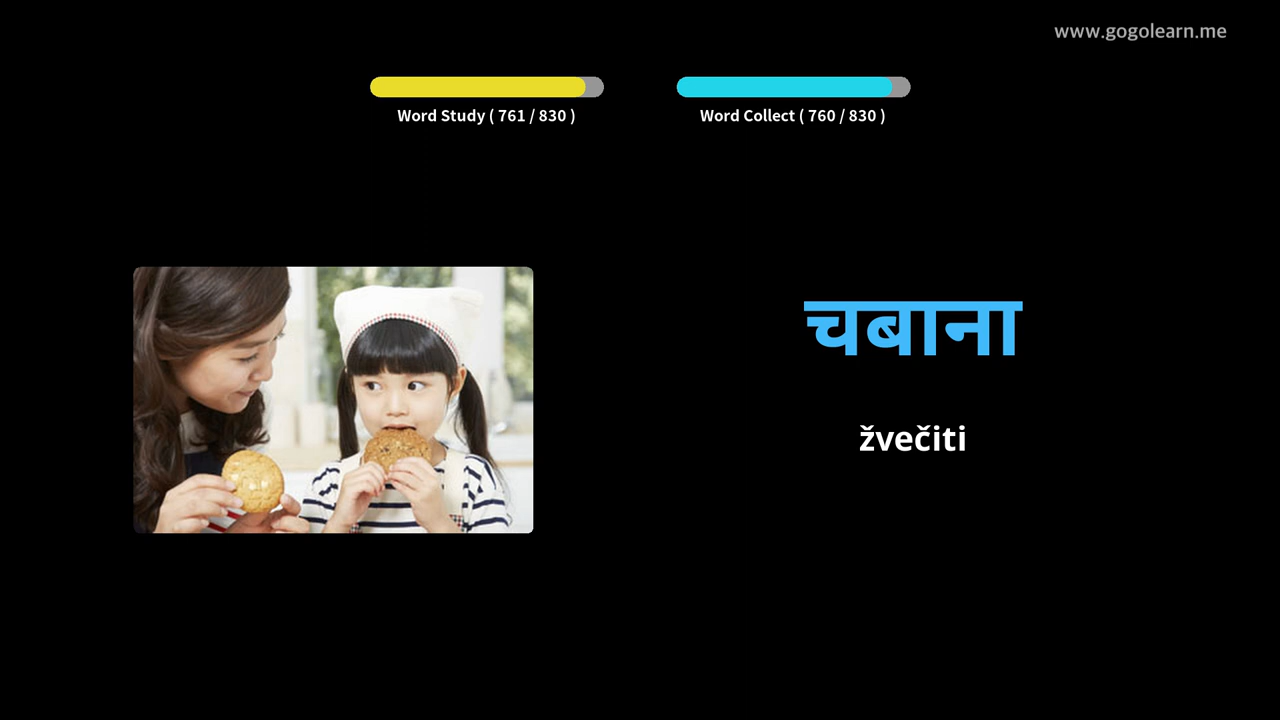 www.gogolearn.me
Word Study ( 761 / 830 )
Word Collect ( 760 / 830 )
चबाना
žvečiti